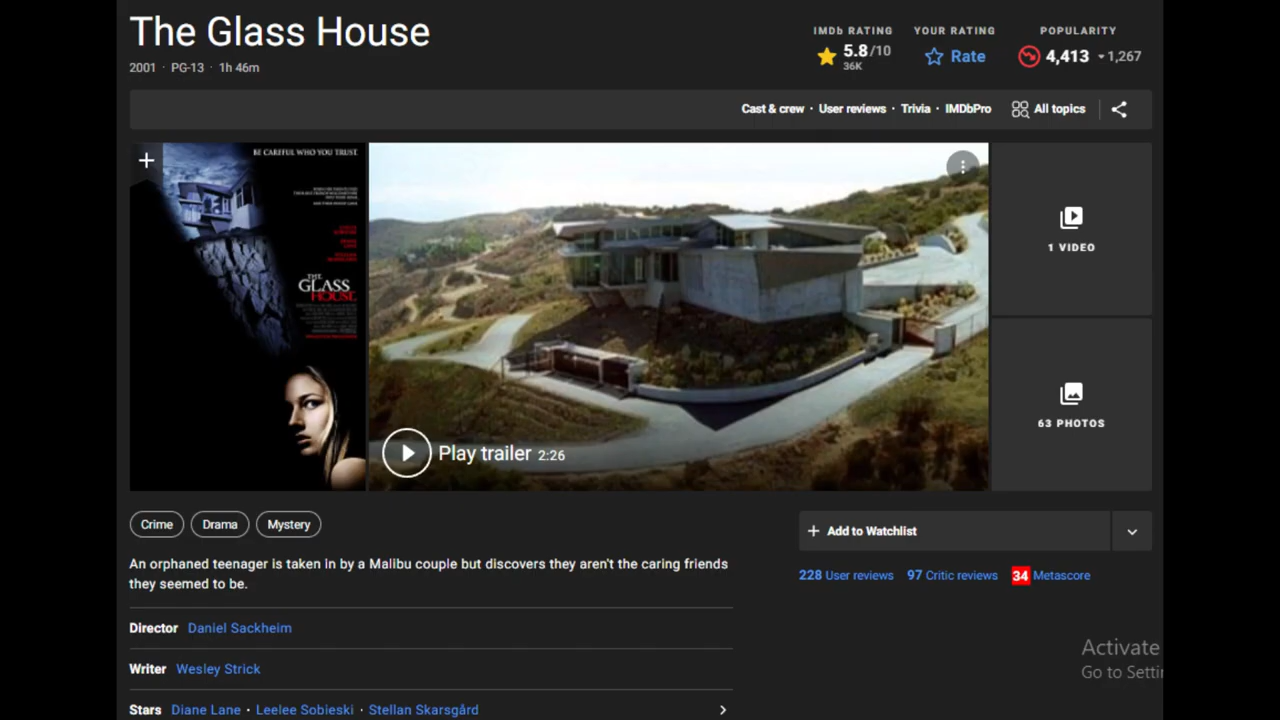 The Glass House
2001 · PG-13 · 1h 46m
IMDb RATING
5.8/10
36K
YOUR RATING
Rate
POPULARITY
4,413 1,267
Cast & crew · User reviews · Trivia · IMDbPro All topics
BE CAREFUL WHO YOU TRUST.
THE
GLASS
HOUSE
Play trailer 2:26
1 VIDEO
63 PHOTOS
Crime Drama Mystery
An orphaned teenager is taken in by a Malibu couple but discovers they aren't the caring friends
they seemed to be.
Director Daniel Sackheim
Writer Wesley Strick
Stars Diane Lane · Leelee Sobieski · Stellan Skarsgård
+ Add to Watchlist
228 User reviews 97 Critic reviews 34 Metascore
Activate
Go to Setti